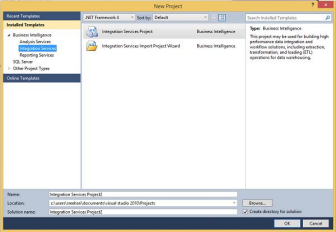 New Project
Recent Templates
.NET Framework 4
Sort by:
Default
Search Installed Templates
Installed Templates
Business Intelligence
Analysis Services
Integration Services
Reporting Services
SQL Server
Other Project Types
Online Templates
Integration Services Project
Business Intelligence
Integration Services Import Project Wizard
Business Intelligence
Type: Business Intelligence
This project may be used for building high
performance data integration and
workflow solutions, including extraction,
transformation, and loading (ETL)
operations for data warehousing.
Name:
Integration Services Project2
Location:
documents\visual studio 2010\Projects
Browse...
Solution name:
Integration Services Project2
Create directory for solution
OK
Cancel